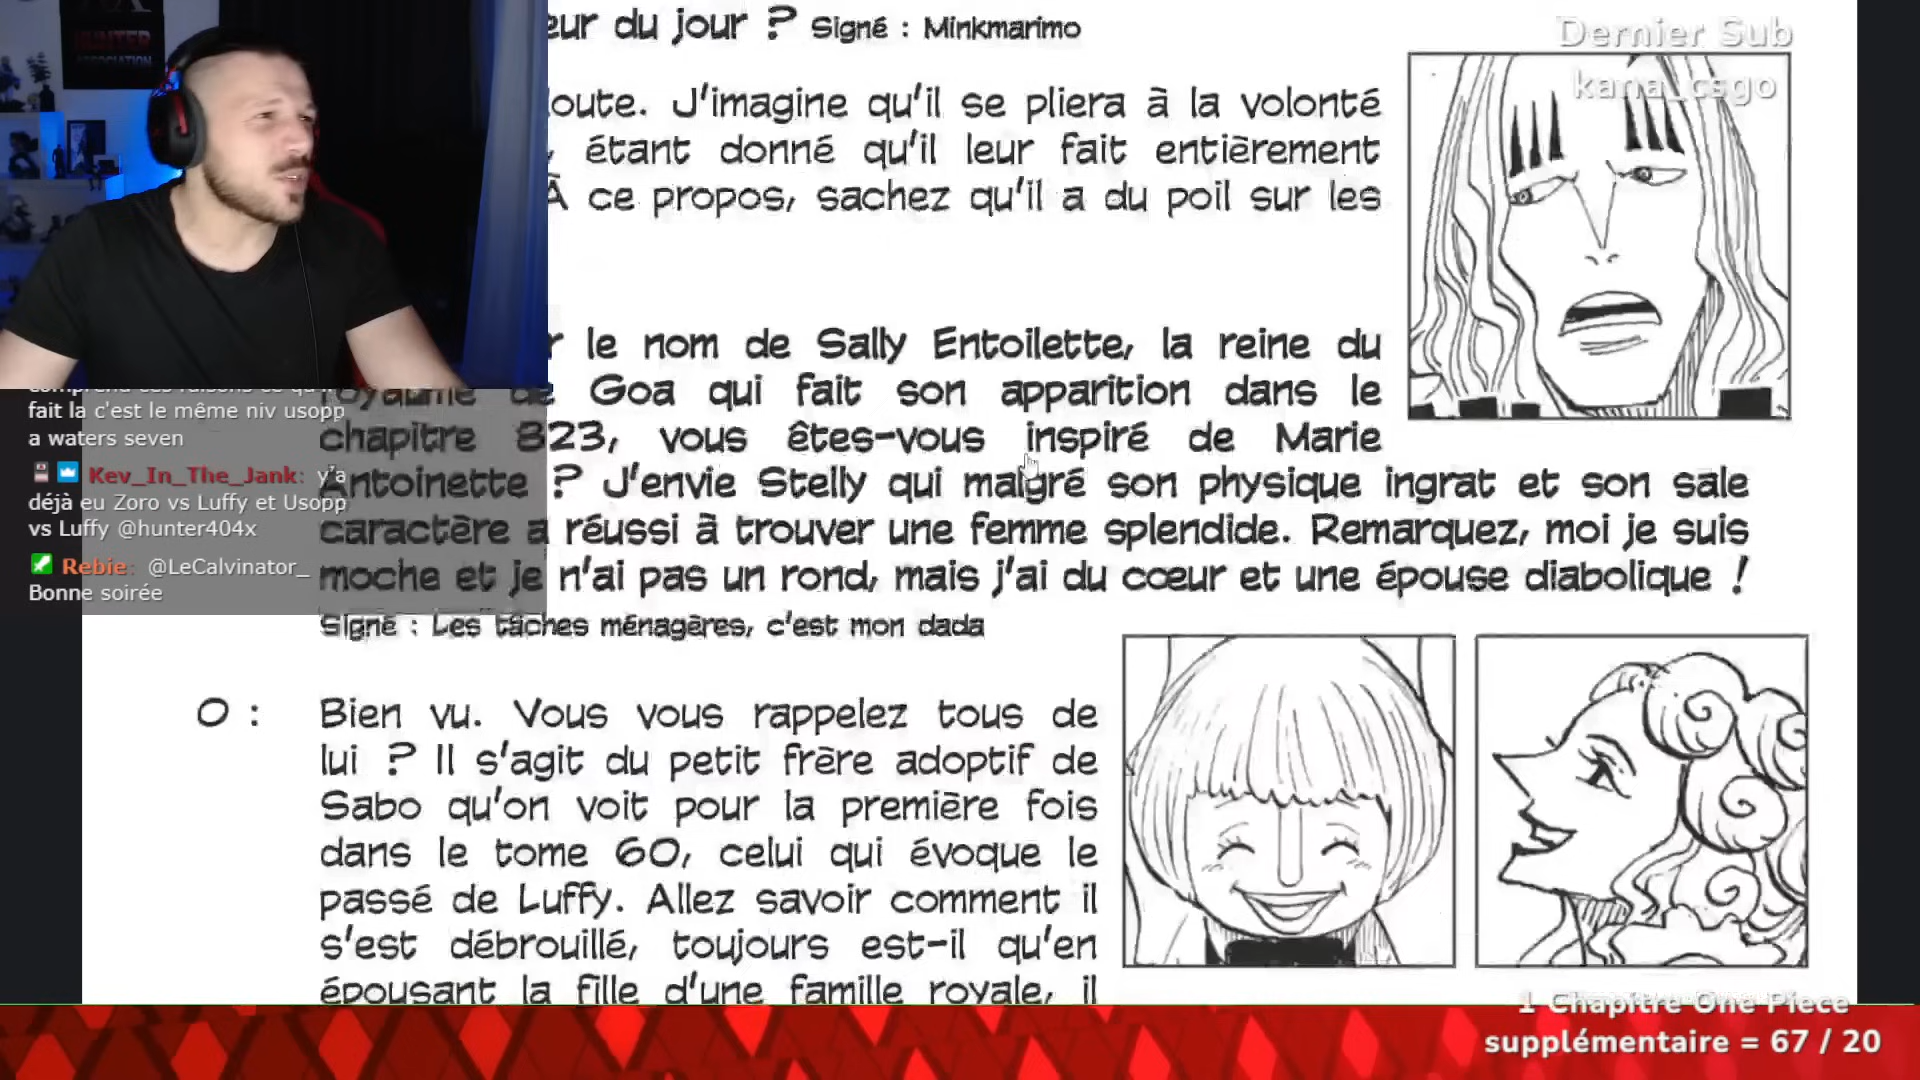 eur du jour ? Signé : Minkmarimo
Dernier Sub
kana_csgo
HUNTER
ASSOCIATION
doute. J'imagine qu'il se pliera à la volonté
, étant donné qu'il leur fait entièrement
À ce propos, sachez qu'il a du poil sur les
r le nom de Sally Entoilette, la reine du
royaume de Goa qui fait son apparition dans le
chapitre 823, vous êtes-vous inspiré de Marie
Antoinette ? J'envie Stelly qui malgré son physique ingrat et son sale
caractère a réussi à trouver une femme splendide. Remarquez, moi je suis
moche et je n'ai pas un rond, mais j'ai du cœur et une épouse diabolique !
Signé : Les tâches ménagères, c'est mon dada
fait la c'est le même niv usopp
a waters seven
Kev_In_The_Jank: y'a
déjà eu Zoro vs Luffy et Usopp
vs Luffy @hunter404x
Rebie: @LeCalvinator_
Bonne soirée
O : Bien vu. Vous vous rappelez tous de
lui ? Il s'agit du petit frère adoptif de
Sabo qu'on voit pour la première fois
dans le tome 60, celui qui évoque le
passé de Luffy. Allez savoir comment il
s'est débrouillé, toujours est-il qu'en
épousant la fille d'une famille royale, il
1 Chapitre One Piece
supplémentaire = 67 / 20